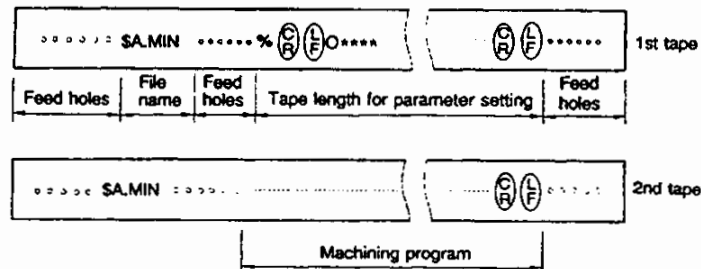 $A.MIN % CR LF O**** CR LF 1st tape
Feed holes File name Feed holes Tape length for parameter setting Feed holes
$A.MIN CR LF 2nd tape
Machining program